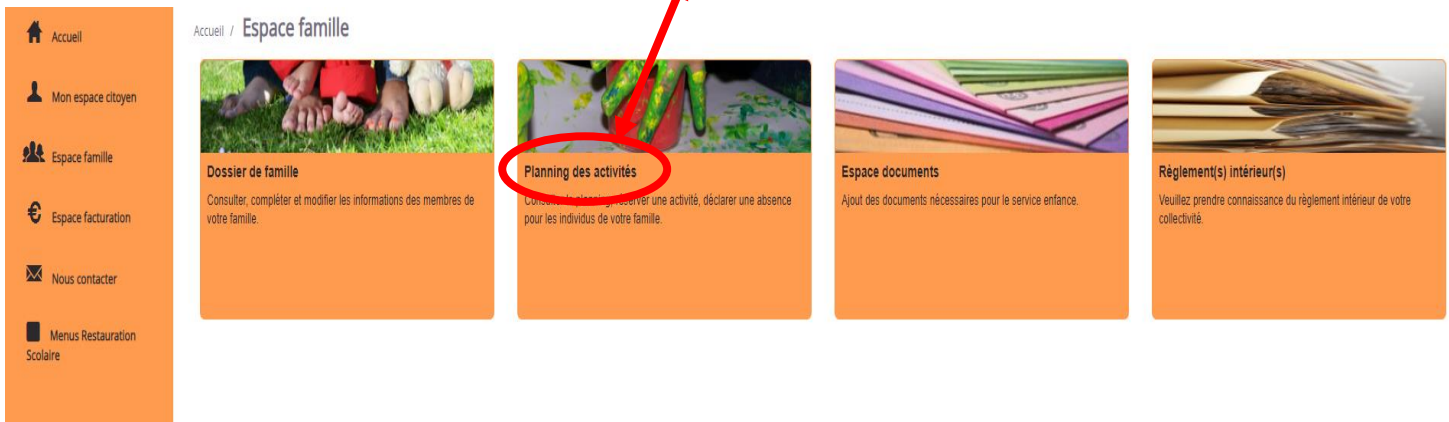 Accueil
Mon espace citoyen
Espace famille
Espace facturation
Nous contacter
Menus Restauration
Scolaire
Accueil / Espace famille
Dossier de famille
Consulter, compléter et modifier les informations des membres de
votre famille.
Planning des activités
Consulter le planning, réserver une activité, déclarer une absence
pour les individus de votre famille.
Espace documents
Ajout des documents nécessaires pour le service enfance.
Règlement(s) intérieur(s)
Veuillez prendre connaissance du règlement intérieur de votre
collectivité.